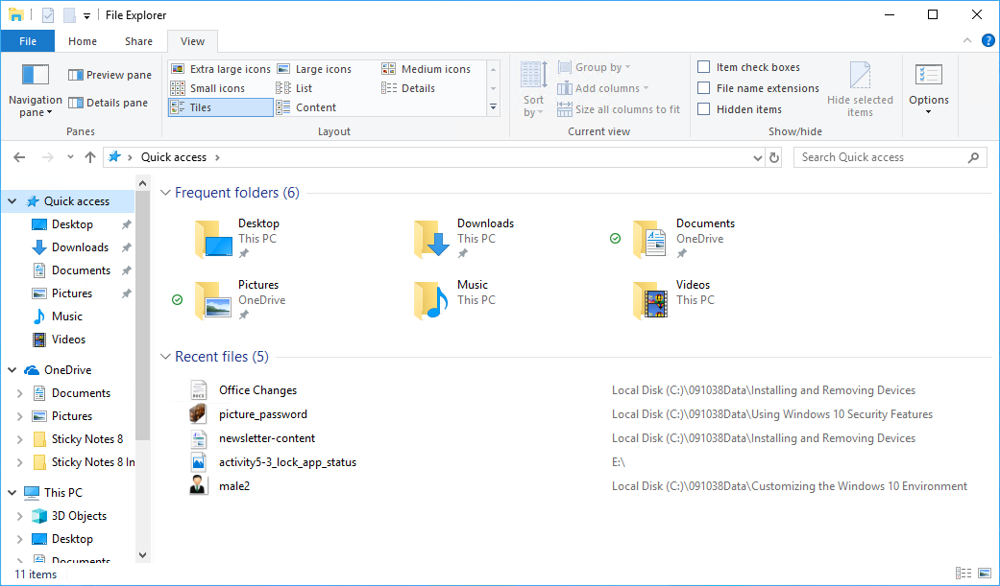 File Explorer
File Home Share View
Navigation pane
Preview pane
Details pane
Panes
Extra large icons Large icons Medium icons
Small icons List Details
Tiles Content
Layout
Sort by
Group by
Add columns
Size all columns to fit
Current view
Item check boxes
File name extensions
Hidden items
Hide selected items
Show/hide
Options
Quick access
Search Quick access
Quick access
Desktop
Downloads
Documents
Pictures
Music
Videos
OneDrive
Documents
Pictures
Sticky Notes 8
Sticky Notes 8 In
This PC
3D Objects
Desktop
Documents
Frequent folders (6)
Desktop
This PC
Downloads
This PC
Documents
OneDrive
Pictures
OneDrive
Music
This PC
Videos
This PC
Recent files (5)
Office Changes Local Disk (C:)\091038Data\Installing and Removing Devices
picture_password Local Disk (C:)\091038Data\Using Windows 10 Security Features
newsletter-content Local Disk (C:)\091038Data\Installing and Removing Devices
activity5-3_lock_app_status E:\
male2 Local Disk (C:)\091038Data\Customizing the Windows 10 Environment
11 items